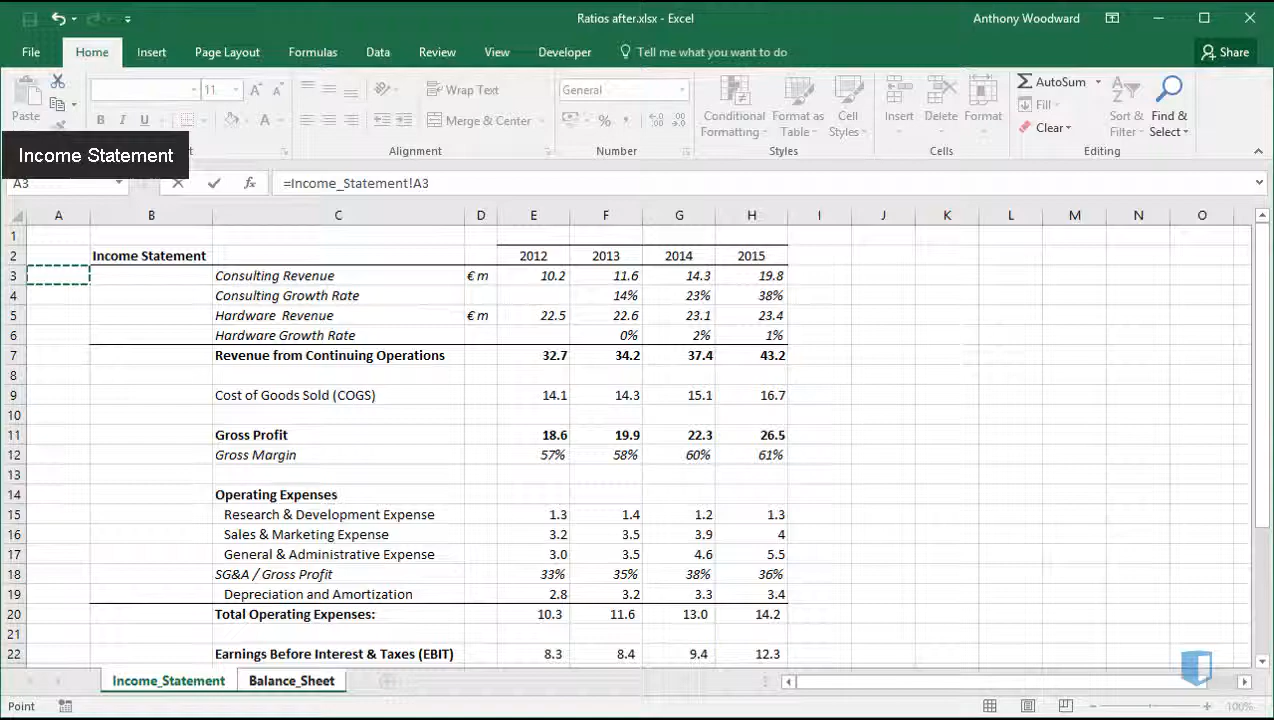 Ratios after.xlsx - Excel
Anthony Woodward
File Home Insert Page Layout Formulas Data Review View Developer Tell me what you want to do Share
Paste
11
Wrap Text
Merge & Center
General
Conditional Formatting
Format as Table
Cell Styles
Insert Delete Format
AutoSum
Fill
Clear
Sort & Filter
Find & Select
Alignment Number Styles Cells Editing
Income Statement
A3 fx =Income_Statement!A3
A B C D E F G H I J K L M N O
1
2 Income Statement 2012 2013 2014 2015
3 Consulting Revenue € m 10.2 11.6 14.3 19.8
4 Consulting Growth Rate 14% 23% 38%
5 Hardware Revenue € m 22.5 22.6 23.1 23.4
6 Hardware Growth Rate 0% 2% 1%
7 Revenue from Continuing Operations 32.7 34.2 37.4 43.2
8
9 Cost of Goods Sold (COGS) 14.1 14.3 15.1 16.7
10
11 Gross Profit 18.6 19.9 22.3 26.5
12 Gross Margin 57% 58% 60% 61%
13
14 Operating Expenses
15 Research & Development Expense 1.3 1.4 1.2 1.3
16 Sales & Marketing Expense 3.2 3.5 3.9 4
17 General & Administrative Expense 3.0 3.5 4.6 5.5
18 SG&A / Gross Profit 33% 35% 38% 36%
19 Depreciation and Amortization 2.8 3.2 3.3 3.4
20 Total Operating Expenses: 10.3 11.6 13.0 14.2
21
22 Earnings Before Interest & Taxes (EBIT) 8.3 8.4 9.4 12.3
Income_Statement Balance_Sheet
Point 100%